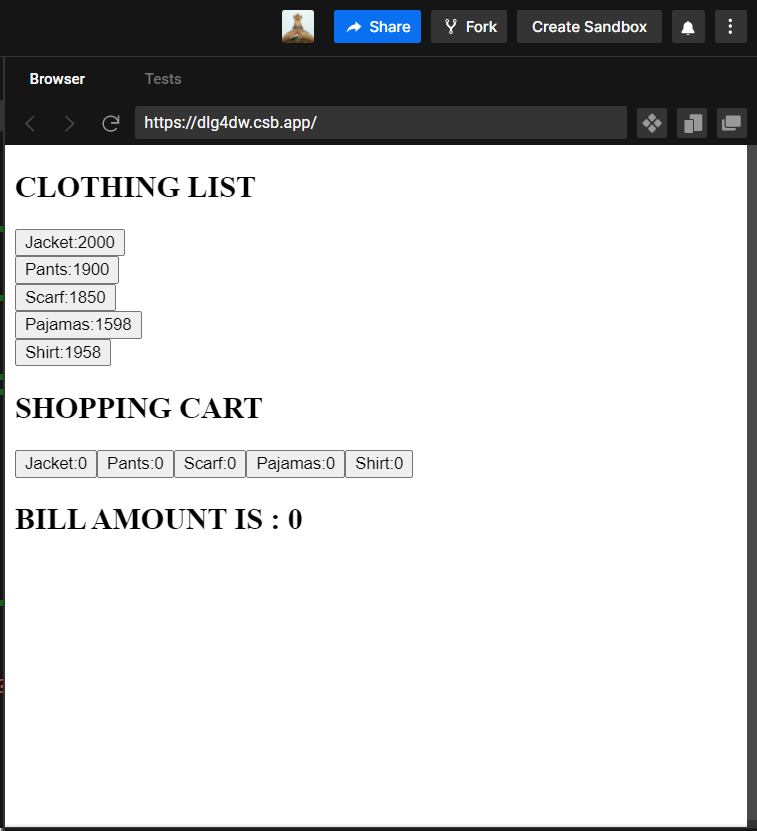 Share Fork Create Sandbox
Browser Tests
https://dlg4dw.csb.app/
CLOTHING LIST
Jacket:2000
Pants:1900
Scarf:1850
Pajamas:1598
Shirt:1958
SHOPPING CART
Jacket:0 Pants:0 Scarf:0 Pajamas:0 Shirt:0
BILL AMOUNT IS : 0